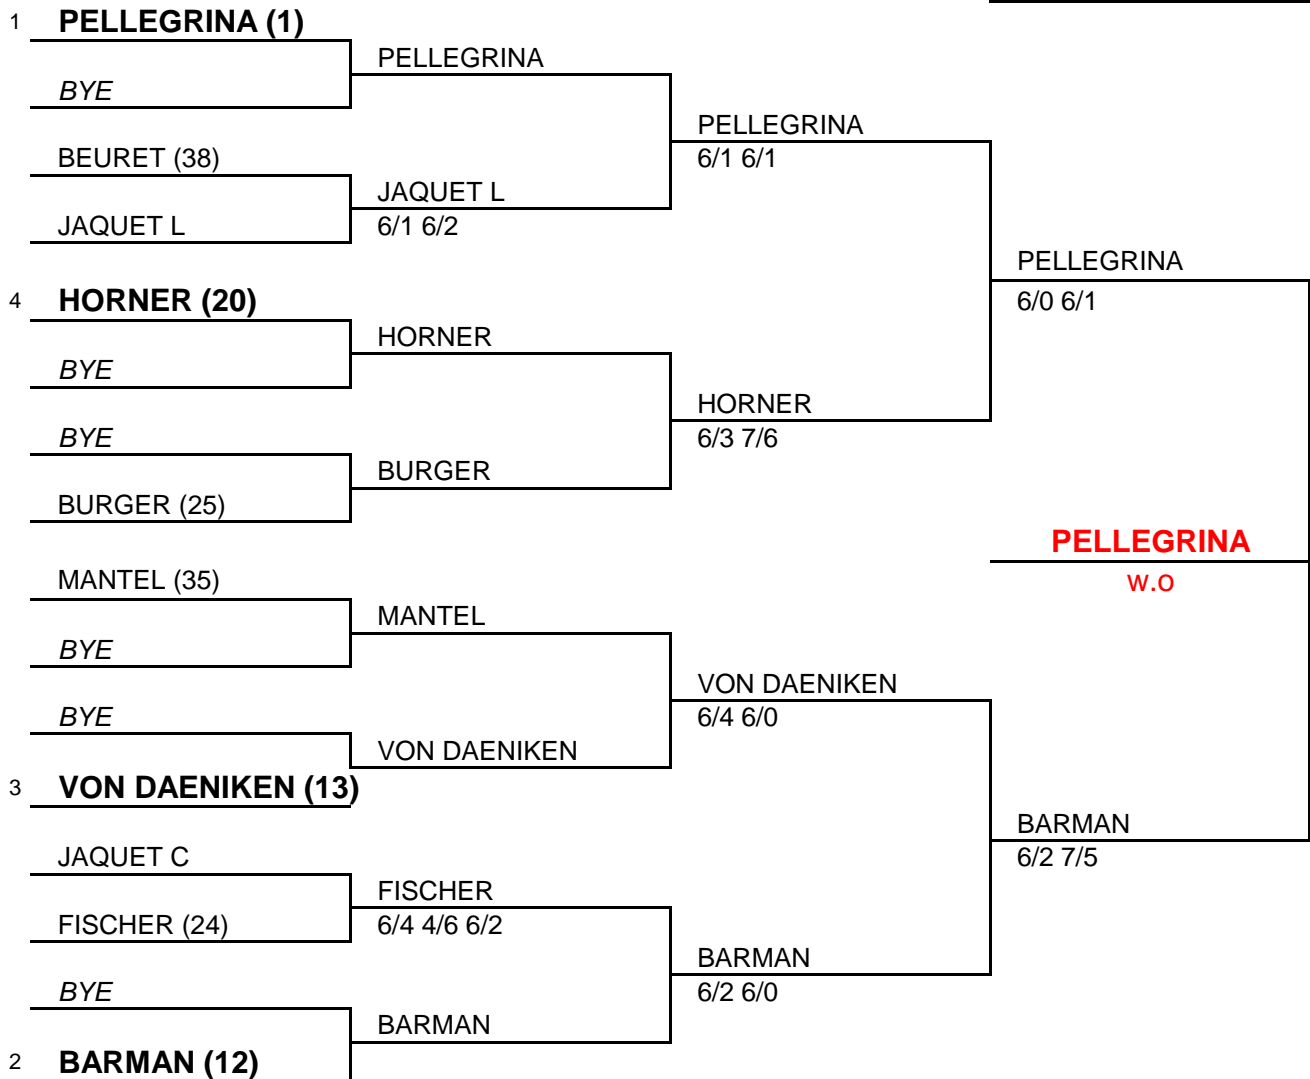 1 PELLEGRINA (1)
BYE
BEURET (38)
JAQUET L
4 HORNER (20)
BYE
BYE
BURGER (25)
MANTEL (35)
BYE
BYE
3 VON DAENIKEN (13)
JAQUET C
FISCHER (24)
BYE
2 BARMAN (12)
PELLEGRINA
JAQUET L
6/1 6/2
HORNER
BURGER
MANTEL
VON DAENIKEN
FISCHER
6/4 4/6 6/2
BARMAN
PELLEGRINA
6/1 6/1
HORNER
6/3 7/6
VON DAENIKEN
6/4 6/0
BARMAN
6/2 6/0
PELLEGRINA
6/0 6/1
BARMAN
6/2 7/5
PELLEGRINA
w.o